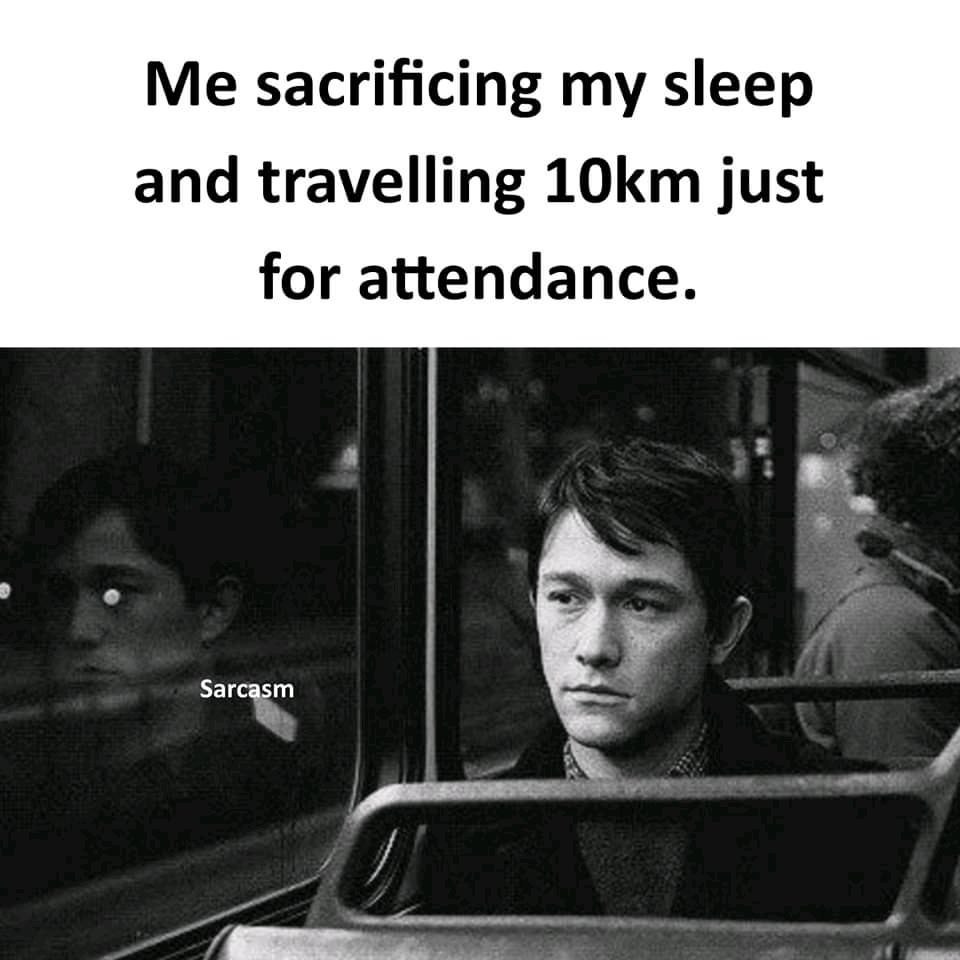 Me sacrificing my sleep
and travelling 10km just
for attendance.
Sarcasm